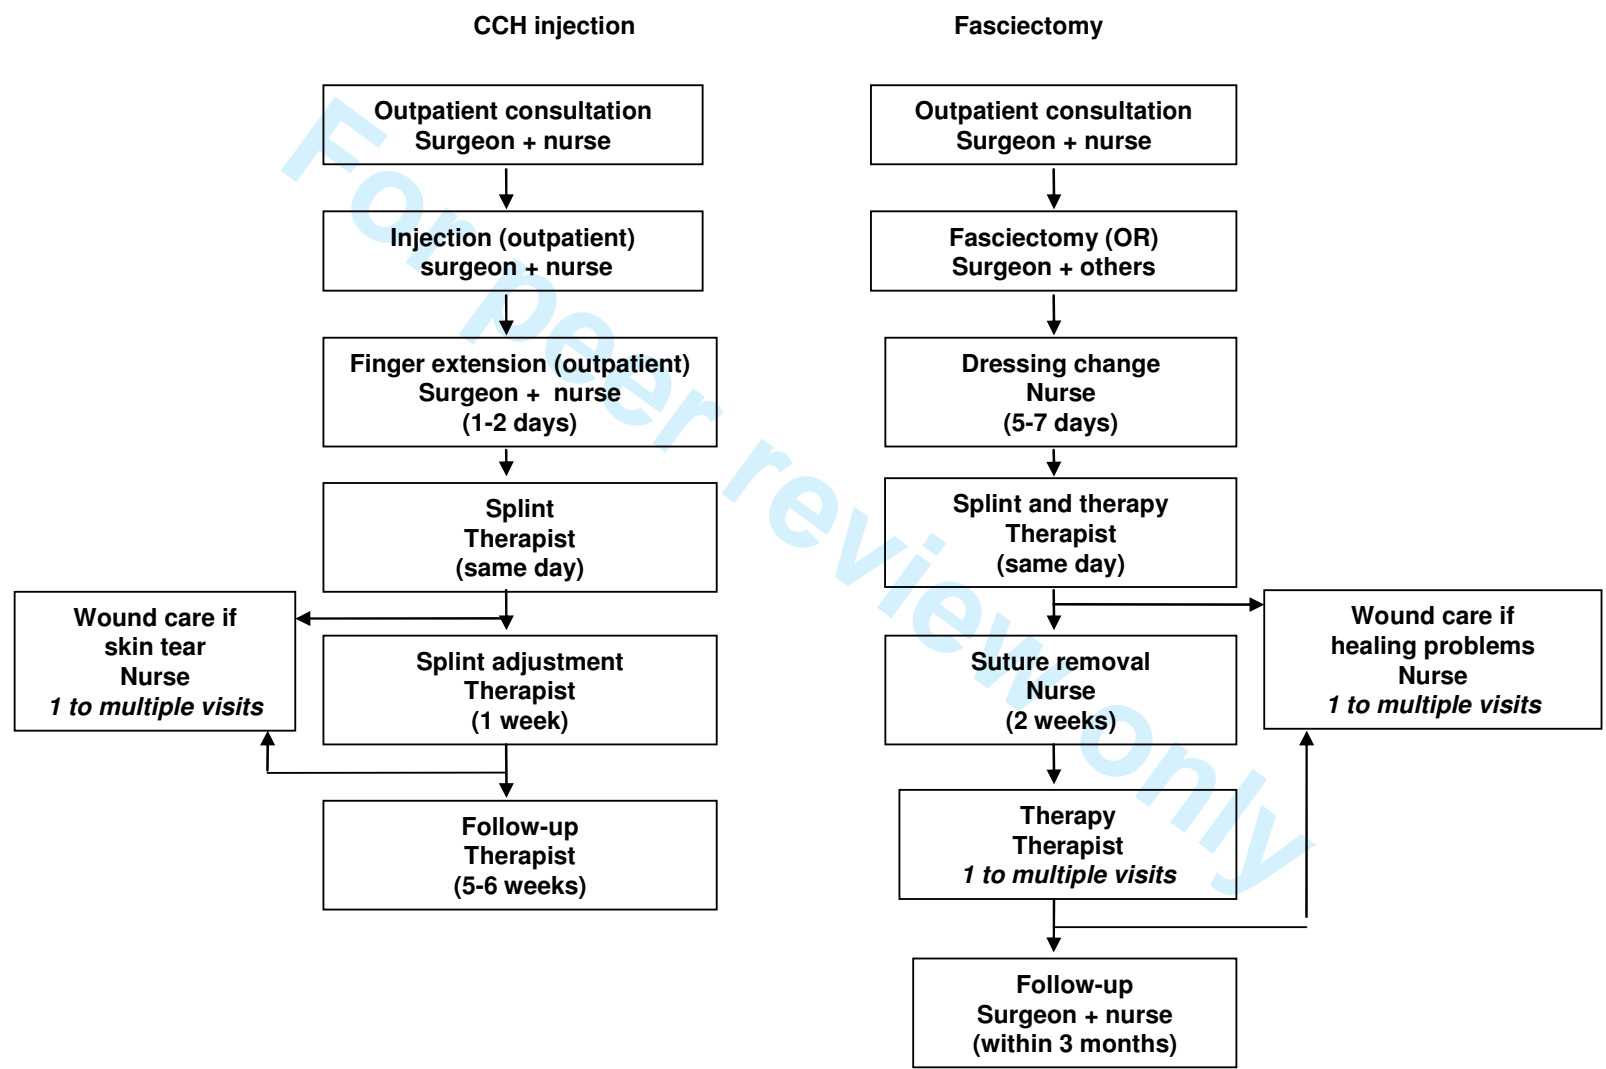 CCH injection
Outpatient consultation
Surgeon + nurse
Injection (outpatient)
surgeon + nurse
Finger extension (outpatient)
Surgeon + nurse
(1-2 days)
Splint
Therapist
(same day)
Wound care if
skin tear
Nurse
1 to multiple visits
Splint adjustment
Therapist
(1 week)
Follow-up
Therapist
(5-6 weeks)
Fasciectomy
Outpatient consultation
Surgeon + nurse
Fasciectomy (OR)
Surgeon + others
Dressing change
Nurse
(5-7 days)
Splint and therapy
Therapist
(same day)
Wound care if
healing problems
Nurse
1 to multiple visits
Suture removal
Nurse
(2 weeks)
Therapy
Therapist
1 to multiple visits
Follow-up
Surgeon + nurse
(within 3 months)
For peer review only